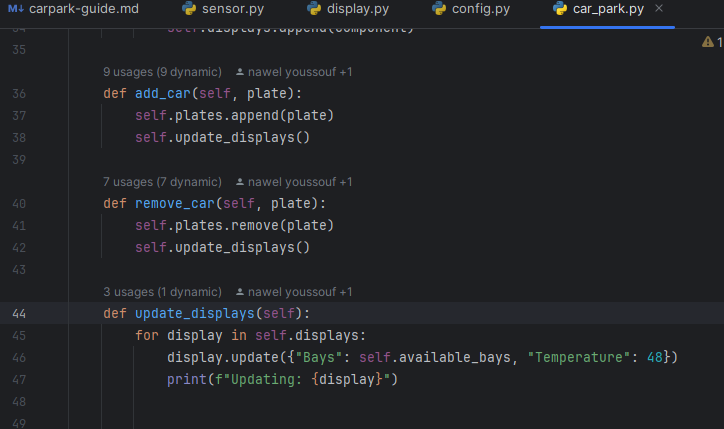 carpark-guide.md sensor.py display.py config.py car_park.py
self.displays.append(component)
1
35
9 usages (9 dynamic) nawel youssouf +1
36 def add_car(self, plate):
37 self.plates.append(plate)
38 self.update_displays()
39
7 usages (7 dynamic) nawel youssouf +1
40 def remove_car(self, plate):
41 self.plates.remove(plate)
42 self.update_displays()
43
3 usages (1 dynamic) nawel youssouf +1
44 def update_displays(self):
45 for display in self.displays:
46 display.update({"Bays": self.available_bays, "Temperature": 48})
47 print(f"Updating: {display}")
48
49